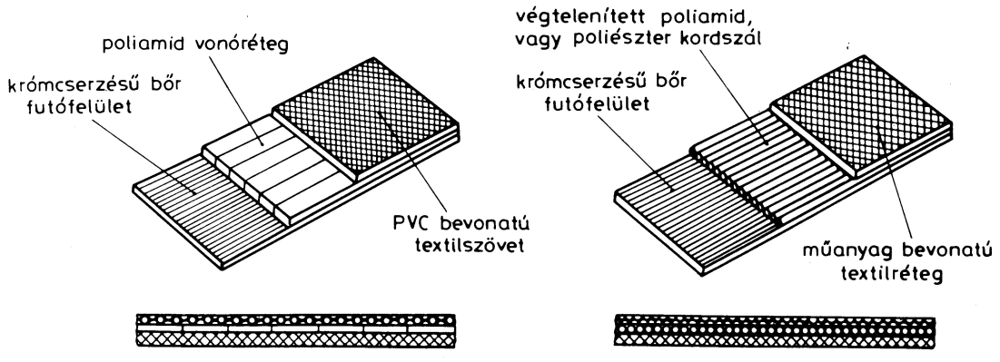 poliamid vonóréteg
krómcserzésű bőr
futófelület
PVC bevonatú
textilszövet
végtelenített poliamid,
vagy poliészter kordszál
krómcserzésű bőr
futófelület
műanyag bevonatú
textilréteg